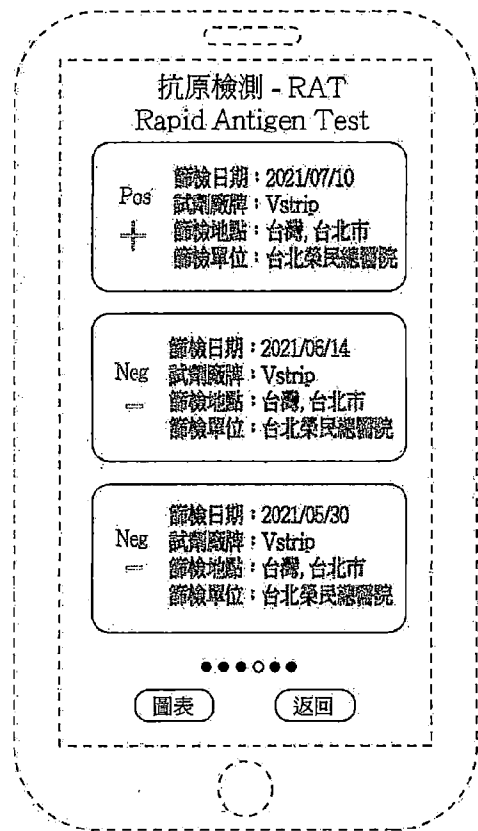 抗原檢測 - RAT
Rapid Antigen Test
Pos
+
篩檢日期：2021/07/10
試劑廠牌：Vstrip
篩檢地點：台灣, 台北市
篩檢單位：台北榮民總醫院
Neg
－
篩檢日期：2021/06/14
試劑廠牌：Vstrip
篩檢地點：台灣, 台北市
篩檢單位：台北榮民總醫院
Neg
－
篩檢日期：2021/05/30
試劑廠牌：Vstrip
篩檢地點：台灣, 台北市
篩檢單位：台北榮民總醫院
圖表
返回